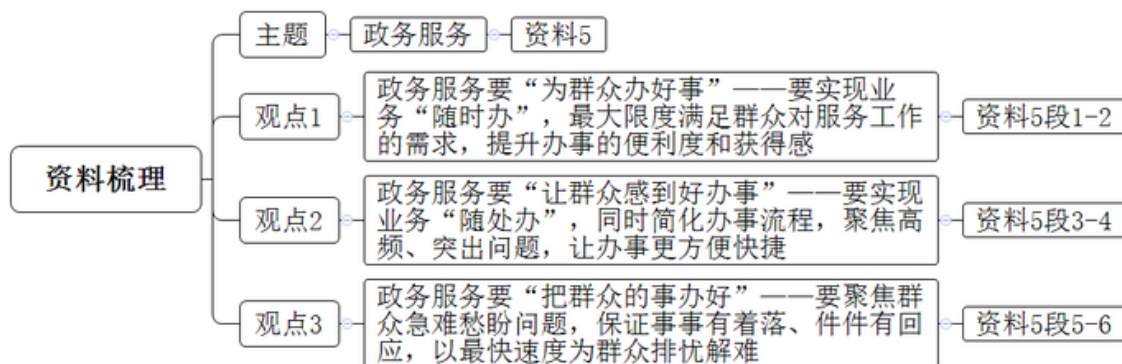 资料梳理
主题
政务服务
资料5
观点1
政务服务要“为群众办好事”——要实现业
务“随时办”，最大限度满足群众对服务工作
的需求，提升办事的便利度和获得感
资料5段1-2
观点2
政务服务要“让群众感到好办事”——要实现
业务“随处办”，同时简化办事流程，聚焦高
频、突出问题，让办事更方便快捷
资料5段3-4
观点3
政务服务要“把群众的事办好”——要聚焦群
众急难愁盼问题，保证事事有着落、件件有回
应，以最快速度为群众排忧解难
资料5段5-6